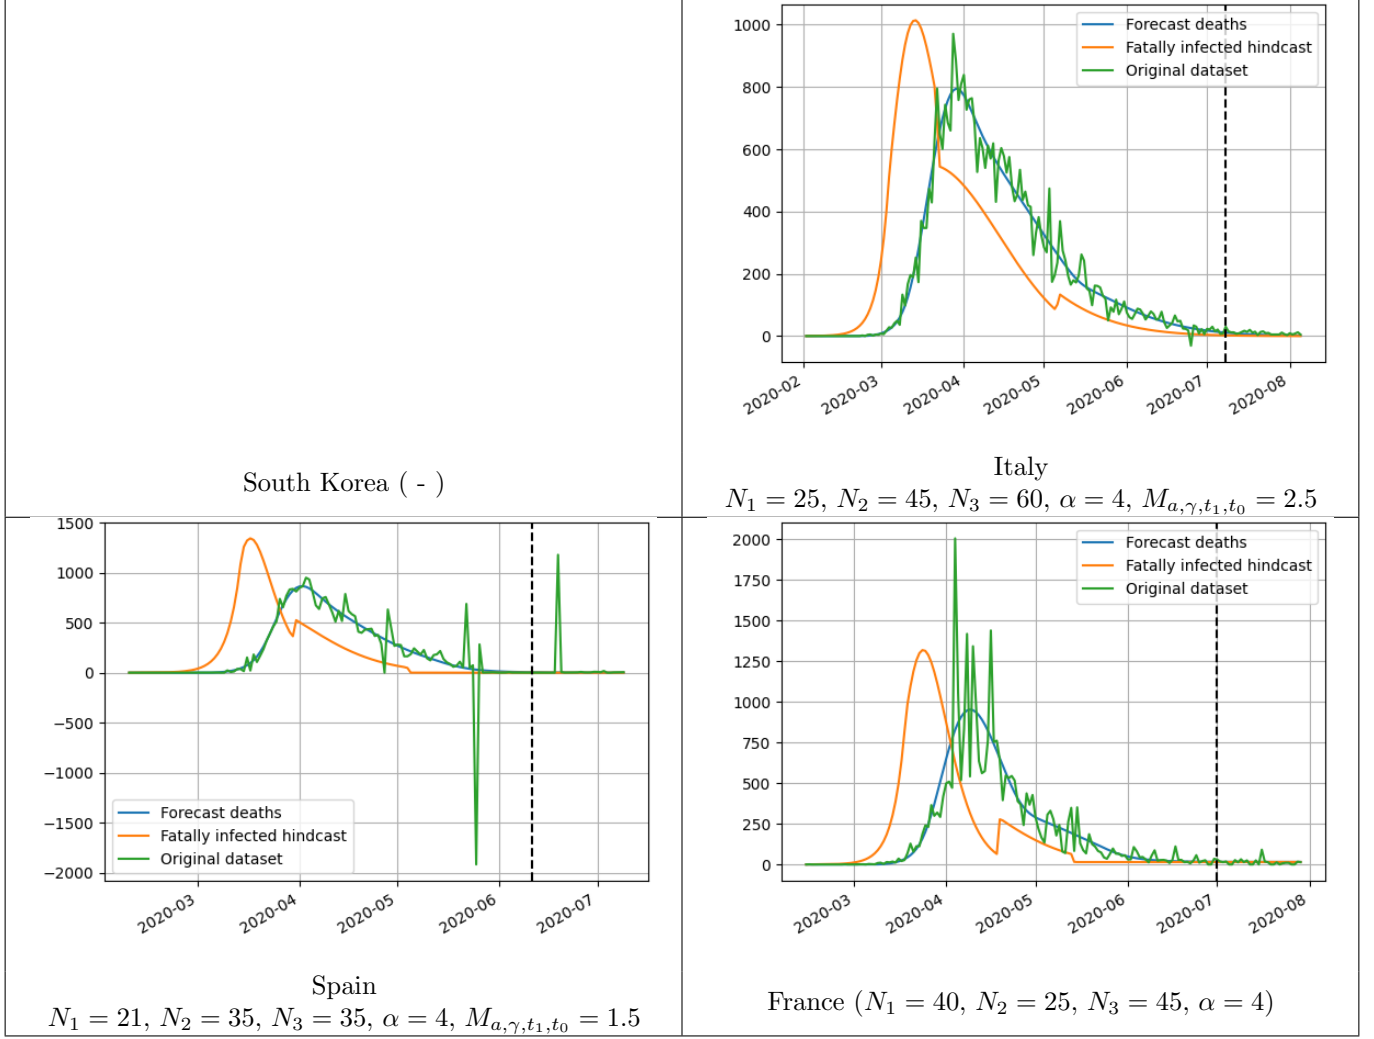 1000
800
600
400
200
0
Forecast deaths
Fatally infected hindcast
Original dataset
2020-02
2020-03
2020-04
2020-05
2020-06
2020-07
2020-08
South Korea ( - )
Italy
N₁ = 25, N₂ = 45, N₃ = 60, α = 4, Mₐ,γ,t₁,t₀ = 2.5
1500
1000
500
0
−500
−1000
−1500
−2000
Forecast deaths
Fatally infected hindcast
Original dataset
2020-03
2020-04
2020-05
2020-06
2020-07
Spain
N₁ = 21, N₂ = 35, N₃ = 35, α = 4, Mₐ,γ,t₁,t₀ = 1.5
2000
1750
1500
1250
1000
750
500
250
0
Forecast deaths
Fatally infected hindcast
Original dataset
2020-03
2020-04
2020-05
2020-06
2020-07
2020-08
France (N₁ = 40, N₂ = 25, N₃ = 45, α = 4)